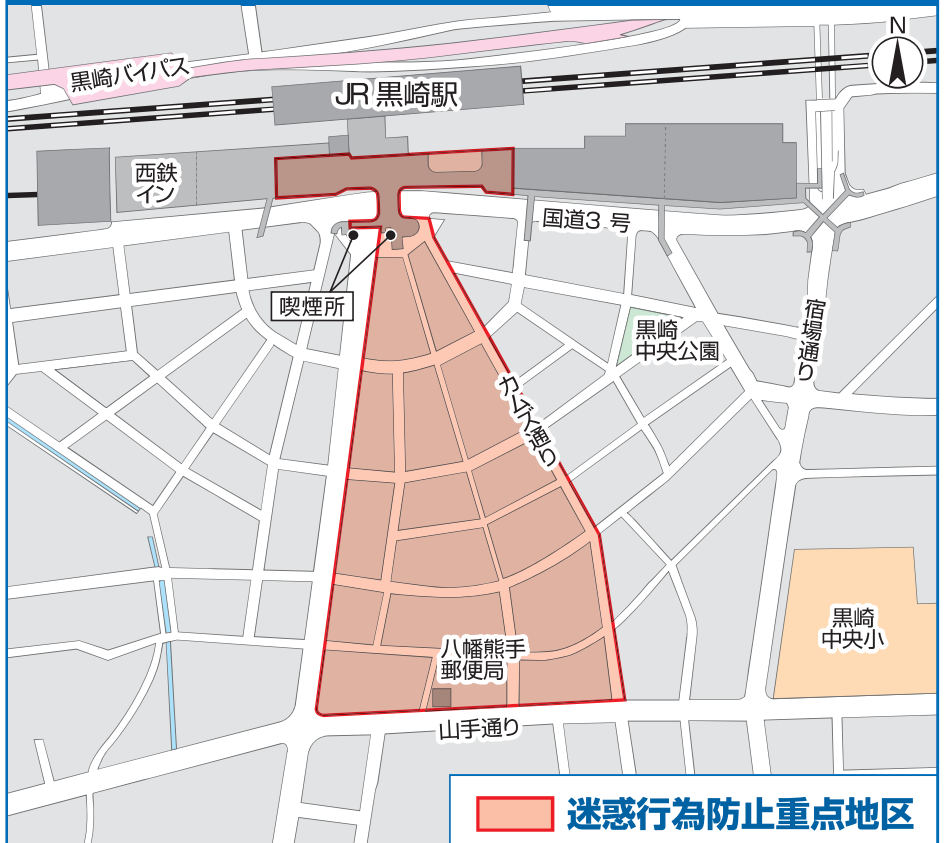 N
黒崎バイパス
JR 黒崎駅
西鉄
イン
国道3 号
喫煙所
黒崎
中央公園
宿場通り
カムズ通り
黒崎
中央小
八幡熊手
郵便局
山手通り
迷惑行為防止重点地区